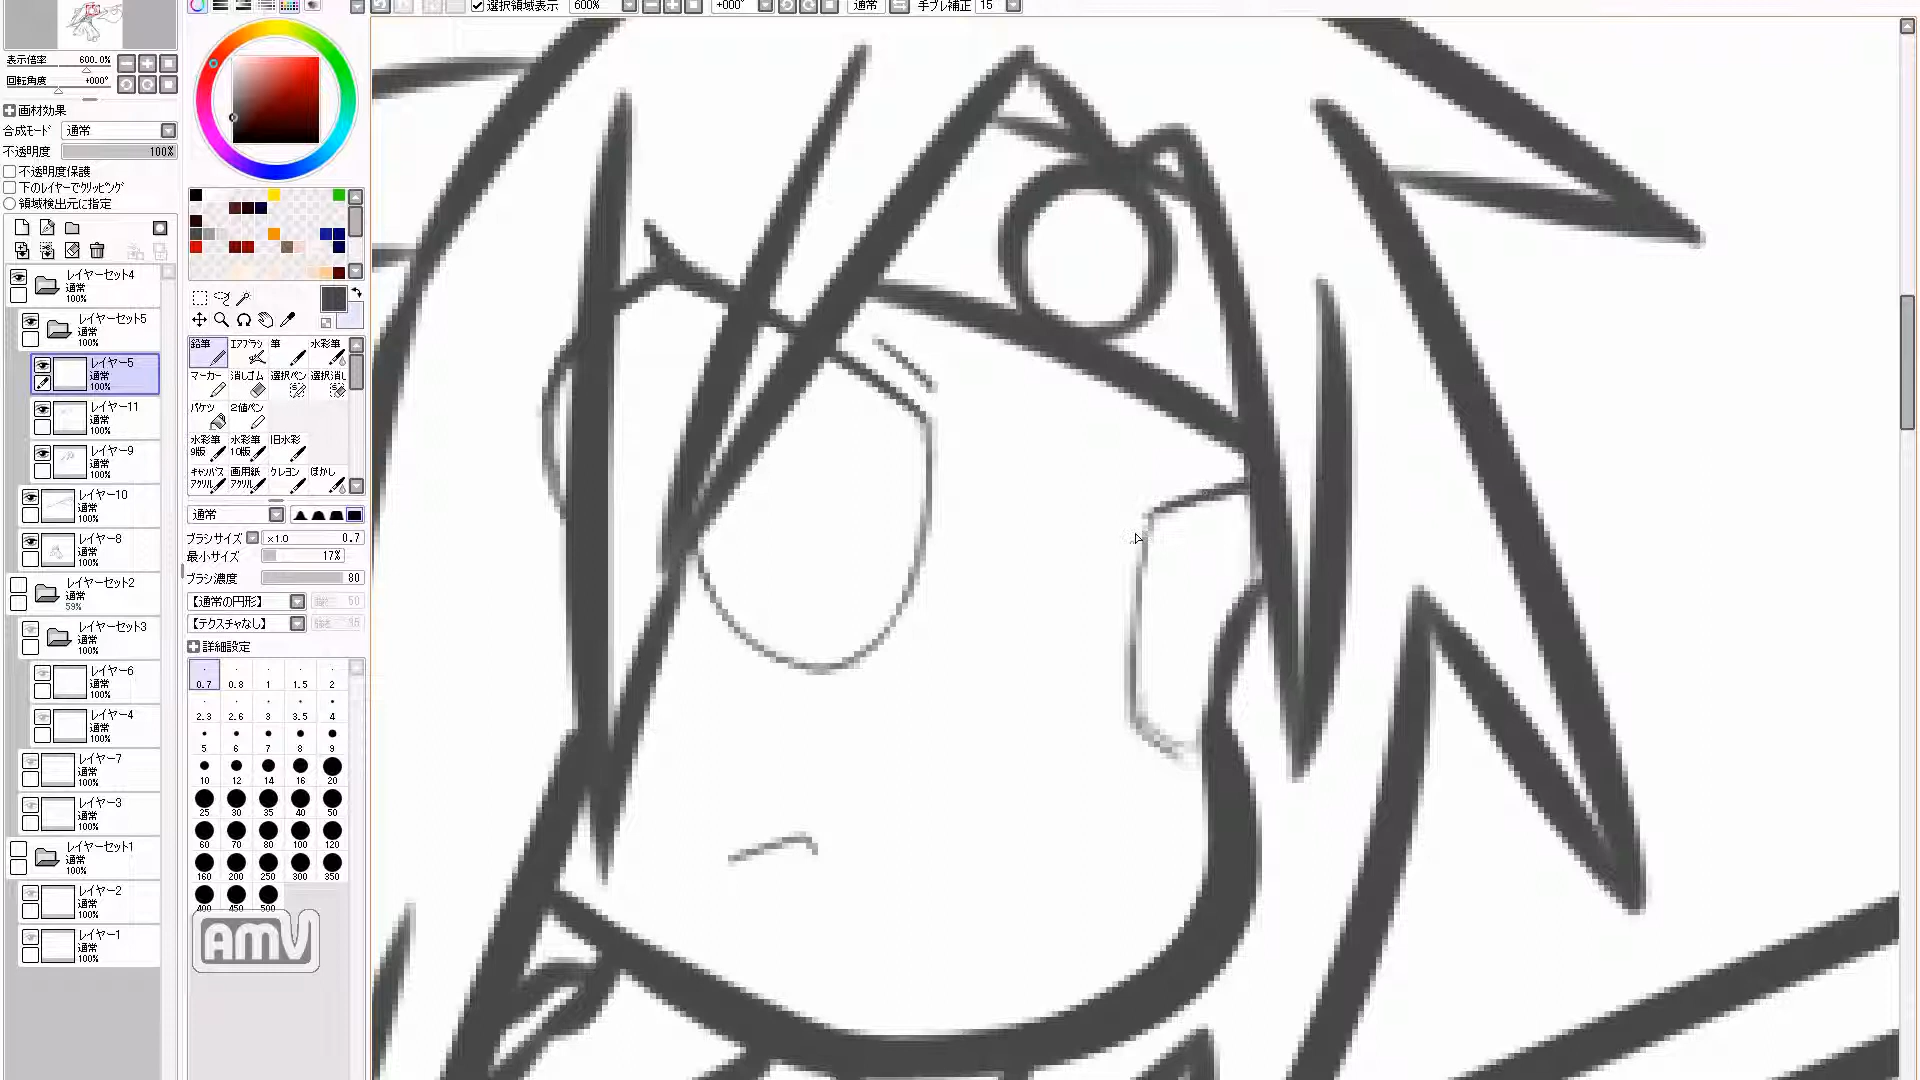 選択領域表示 600% +000° 通常 手ブレ補正 15
表示倍率 600.0%
回転角度 +000°
画材効果
合成モード 通常
不透明度 100%
不透明度保護
下のレイヤーでクリッピング
領域検出元に指定
レイヤーセット4
通常
100%
レイヤーセット5
通常
100%
レイヤー5
通常
100%
レイヤー11
通常
100%
レイヤー9
通常
100%
レイヤー10
通常
100%
レイヤー8
通常
100%
レイヤーセット2
通常
59%
レイヤーセット3
通常
100%
レイヤー6
通常
100%
レイヤー4
通常
100%
レイヤー7
通常
100%
レイヤー3
通常
100%
レイヤーセット1
通常
100%
レイヤー2
通常
100%
レイヤー1
通常
100%
鉛筆 エアブラシ 筆 水彩筆
マーカー 消しゴム 選択ペン 選択消し
バケツ 2値ペン
水彩筆 水彩筆 旧水彩
9版 10版
キャンバス 画用紙 クレヨン ぼかし
アクリル アクリル
通常
ブラシサイズ ×1.0 0.7
最小サイズ 17%
ブラシ濃度 80
【通常の円形】 50
【テクスチャなし】 95
詳細設定
0.7 0.8 1 1.5 2
2.3 2.6 3 3.5 4
5 6 7 8 9
10 12 14 16 20
25 30 35 40 50
60 70 80 100 120
160 200 250 300 350
400 450 500
AMV